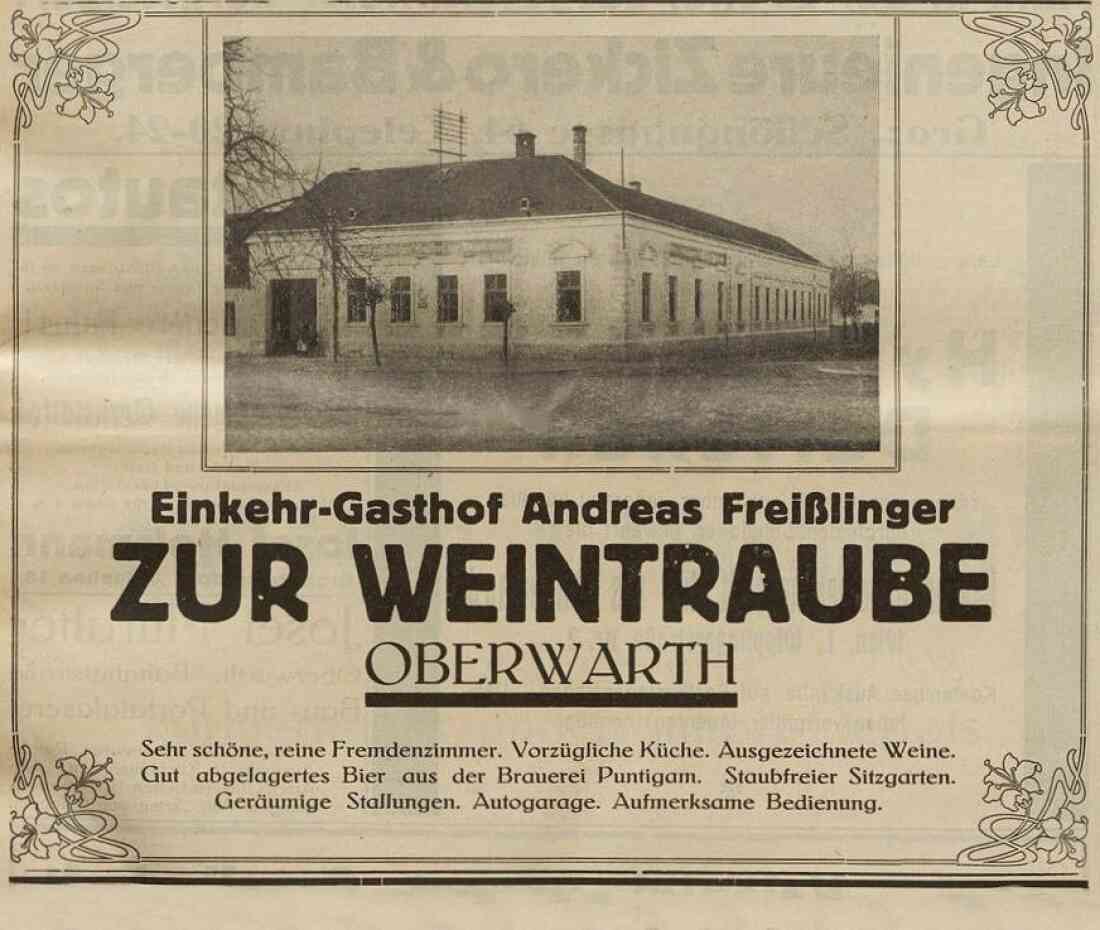 Einkehr-Gasthof Andreas Freißlinger
ZUR WEINTRAUBE
OBERWARTH
Sehr schöne, reine Fremdenzimmer. Vorzügliche Küche. Ausgezeichnete Weine.
Gut abgelagertes Bier aus der Brauerei Puntigam. Staubfreier Sitzgarten.
Geräumige Stallungen. Autogarage. Aufmerksame Bedienung.